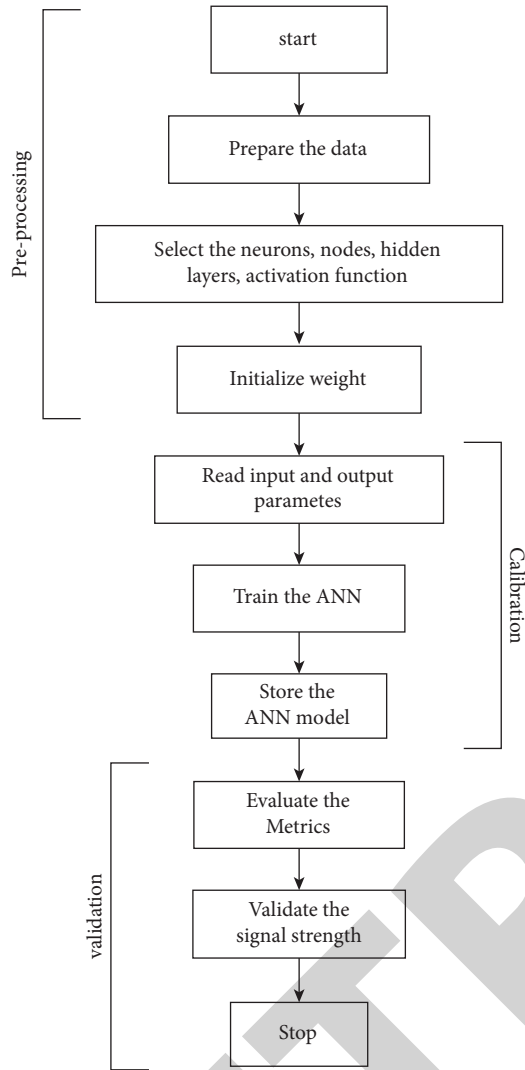 start
Prepare the data
Select the neurons, nodes, hidden
layers, activation function
Initialize weight
Pre-processing
Read input and output
parametes
Train the ANN
Store the
ANN model
Calibration
Evaluate the
Metrics
Validate the
signal strength
Stop
validation